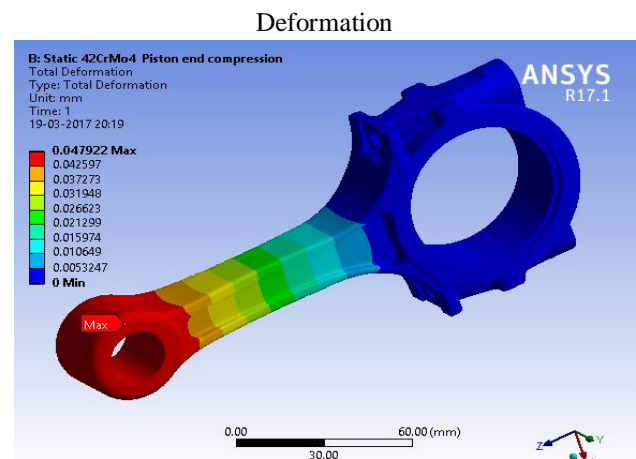 Deformation
B: Static 42CrMo4 Piston end compression
Total Deformation
Type: Total Deformation
Unit: mm
Time: 1
19-03-2017 20:19
ANSYS
R17.1
0.047922 Max
0.042597
0.037273
0.031948
0.026623
0.021299
0.015974
0.010649
0.0053247
0 Min
Max
0.00
60.00 (mm)
30.00
Z
Y